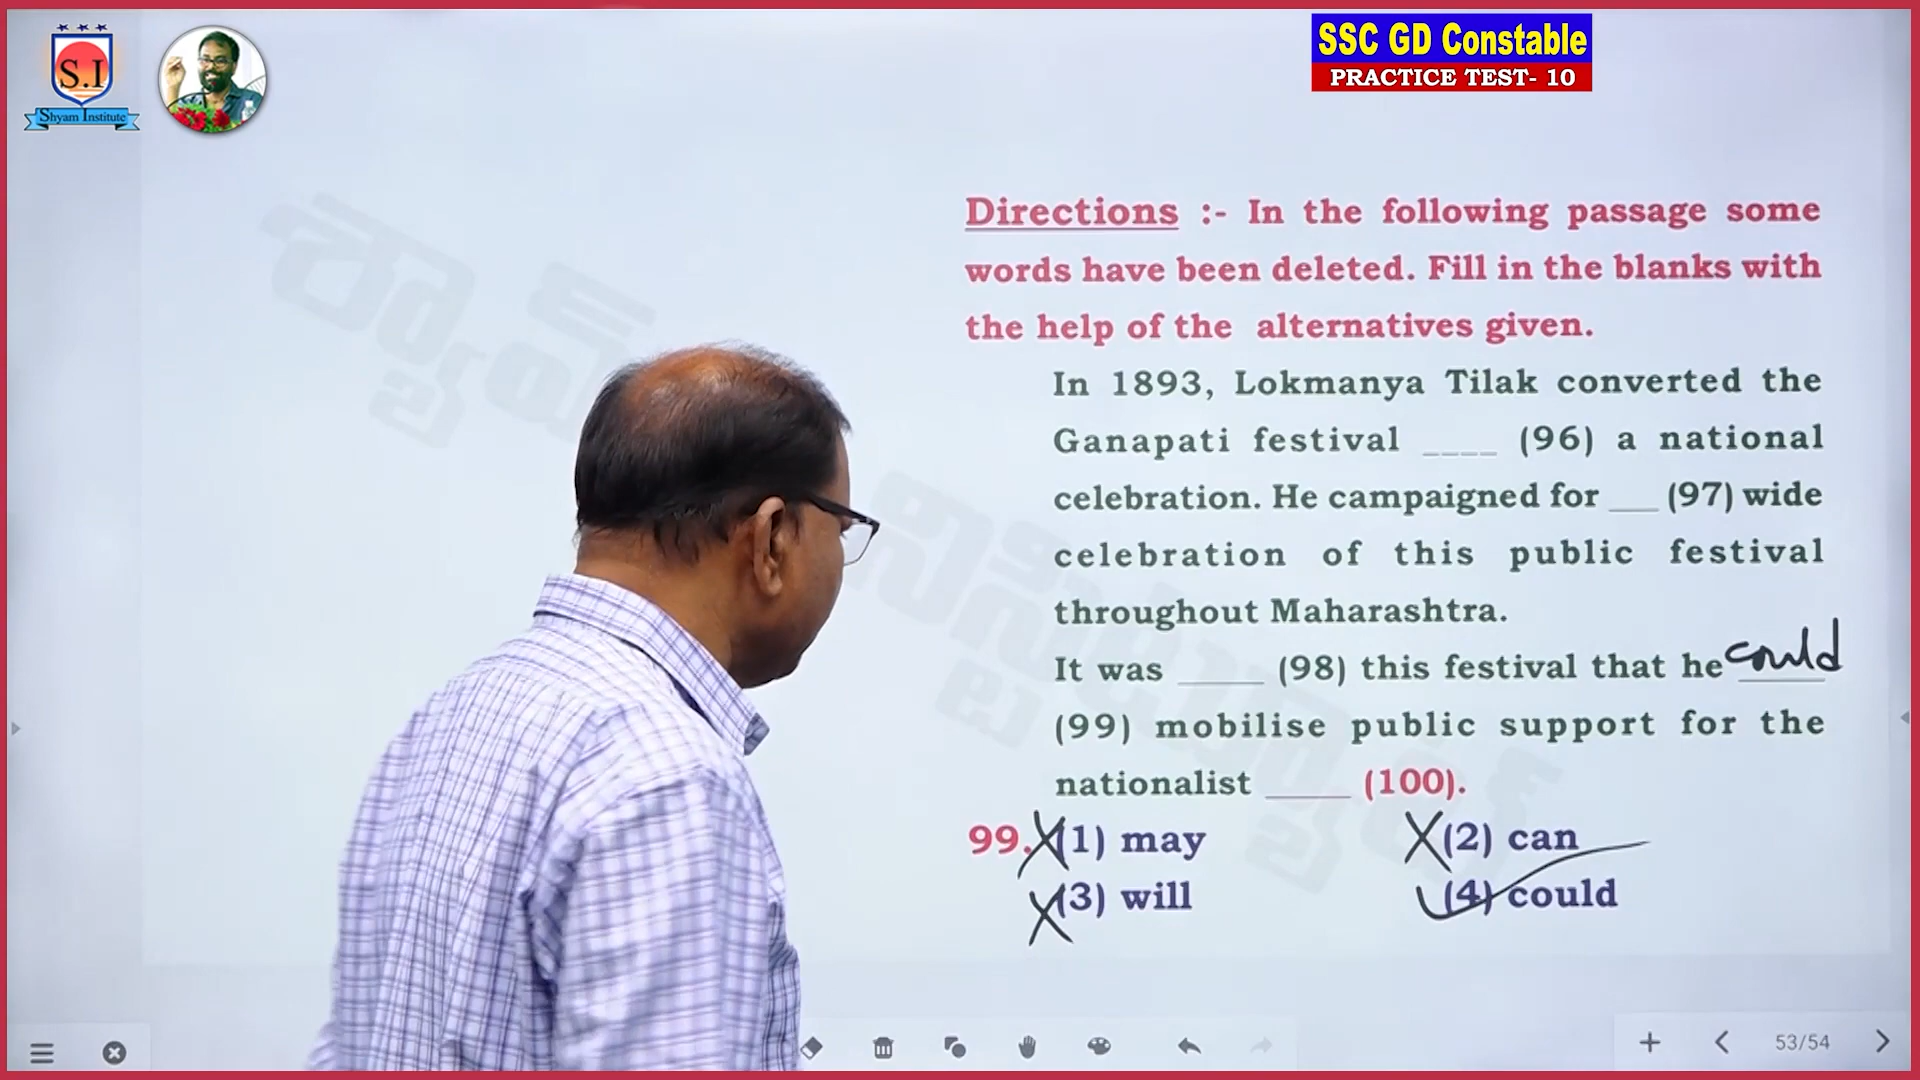 S.I
Shyam Institute
SSC GD Constable
PRACTICE TEST- 10
Directions :- In the following passage some
words have been deleted. Fill in the blanks with
the help of the alternatives given.
In 1893, Lokmanya Tilak converted the
Ganapati festival ____ (96) a national
celebration. He campaigned for ___ (97) wide
celebration of this public festival
throughout Maharashtra.
It was _____ (98) this festival that he could
(99) mobilise public support for the
nationalist _____ (100).
99. (1) may (2) can
(3) will (4) could
53/54